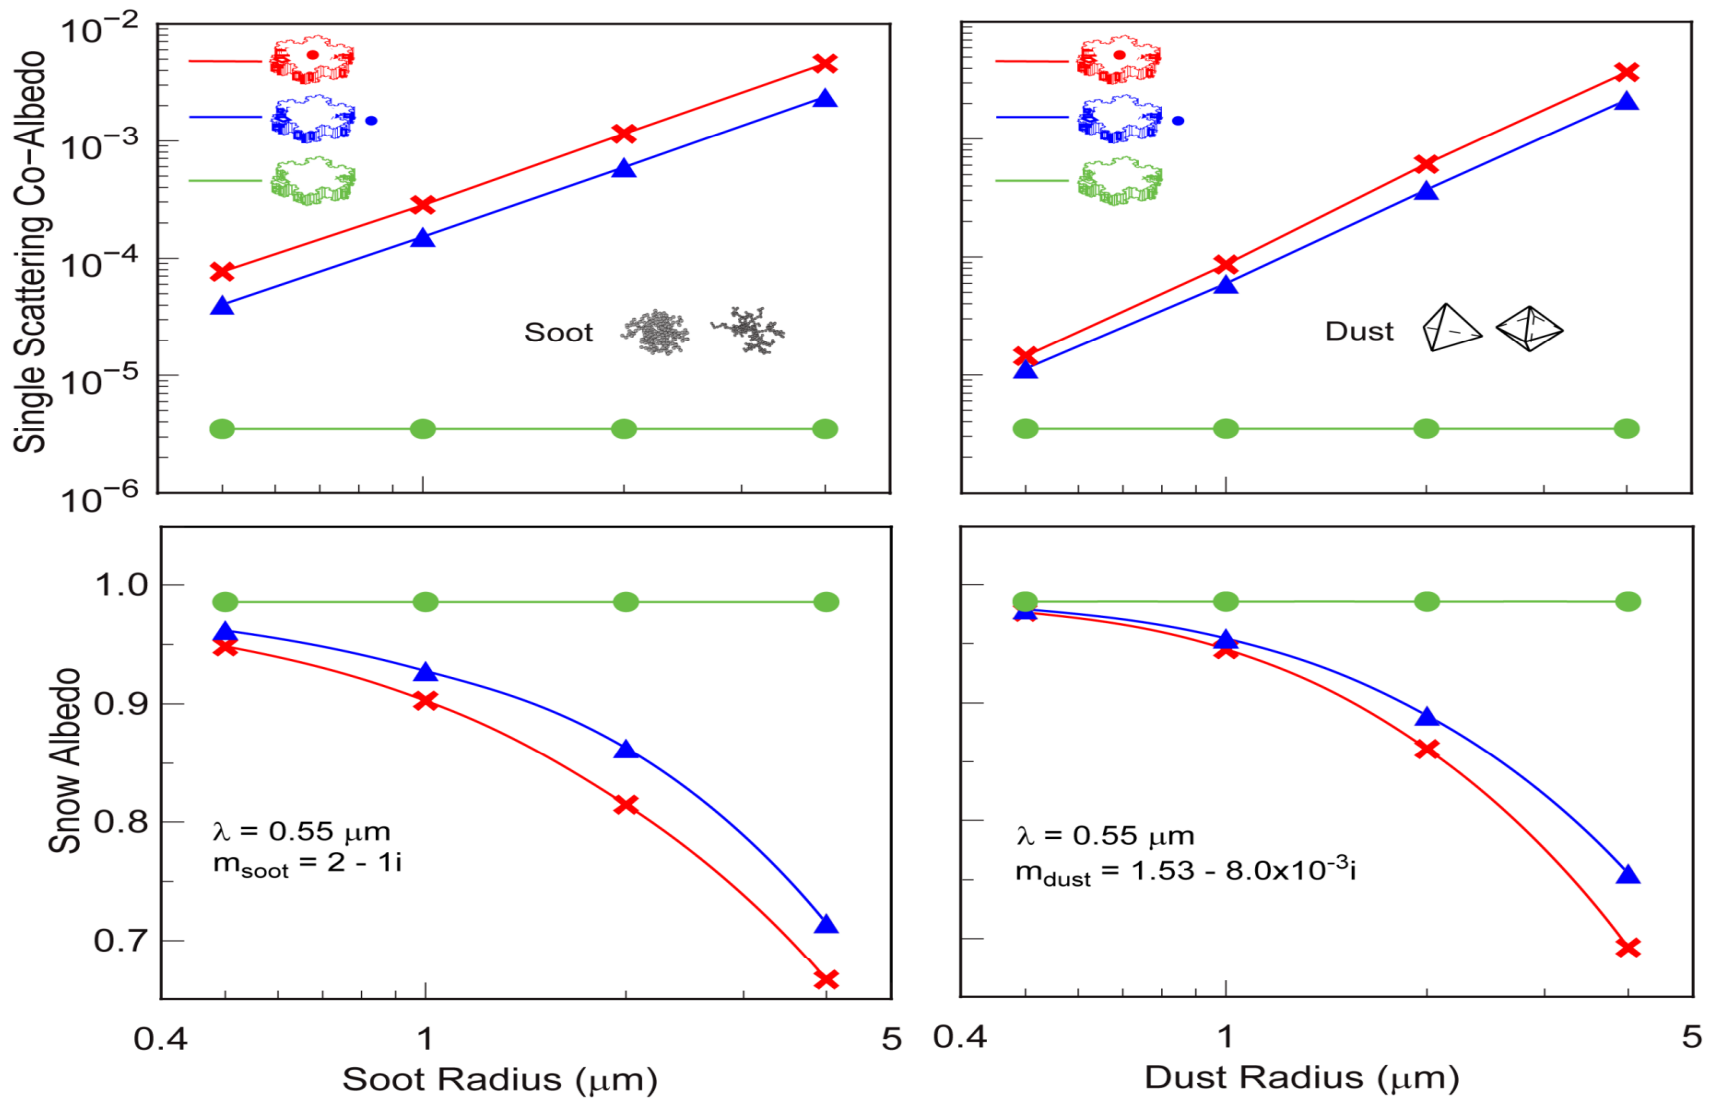 Single Scattering Co-Albedo
10⁻²
10⁻³
10⁻⁴
10⁻⁵
10⁻⁶
Soot
Dust
Snow Albedo
1.0
0.9
0.8
0.7
λ = 0.55 μm
m_soot = 2 - 1i
λ = 0.55 μm
m_dust = 1.53 - 8.0x10⁻³i
0.4 1 5
Soot Radius (μm)
0.4 1 5
Dust Radius (μm)